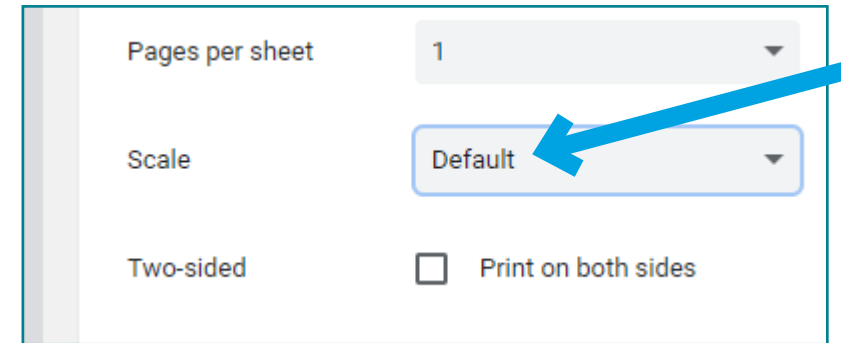 Pages per sheet 1
Scale Default
Two-sided Print on both sides